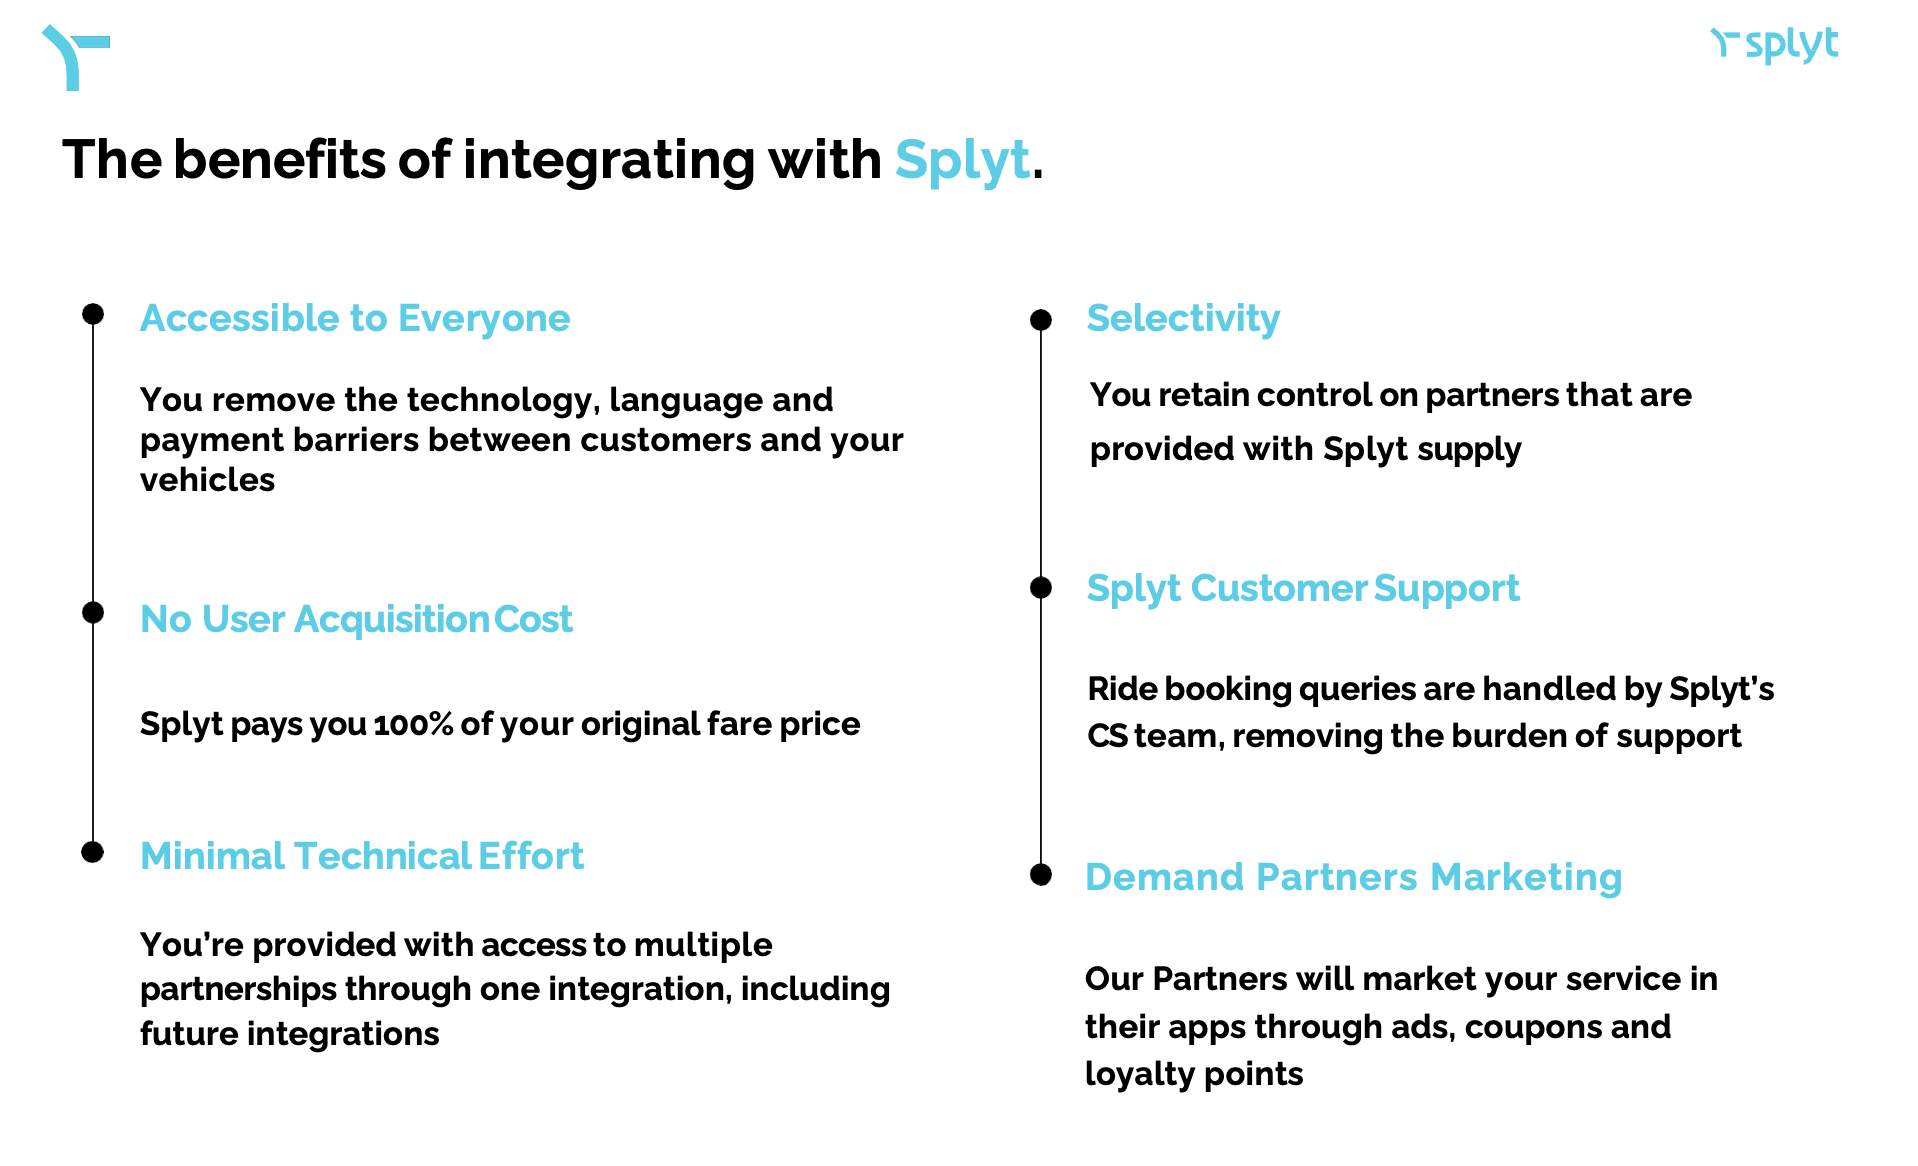 splyt
The benefits of integrating with Splyt.
Accessible to Everyone
You remove the technology, language and
payment barriers between customers and your
vehicles
No User Acquisition Cost
Splyt pays you 100% of your original fare price
Minimal Technical Effort
You're provided with access to multiple
partnerships through one integration, including
future integrations
Selectivity
You retain control on partners that are
provided with Splyt supply
Splyt Customer Support
Ride booking queries are handled by Splyt's
CS team, removing the burden of support
Demand Partners Marketing
Our Partners will market your service in
their apps through ads, coupons and
loyalty points